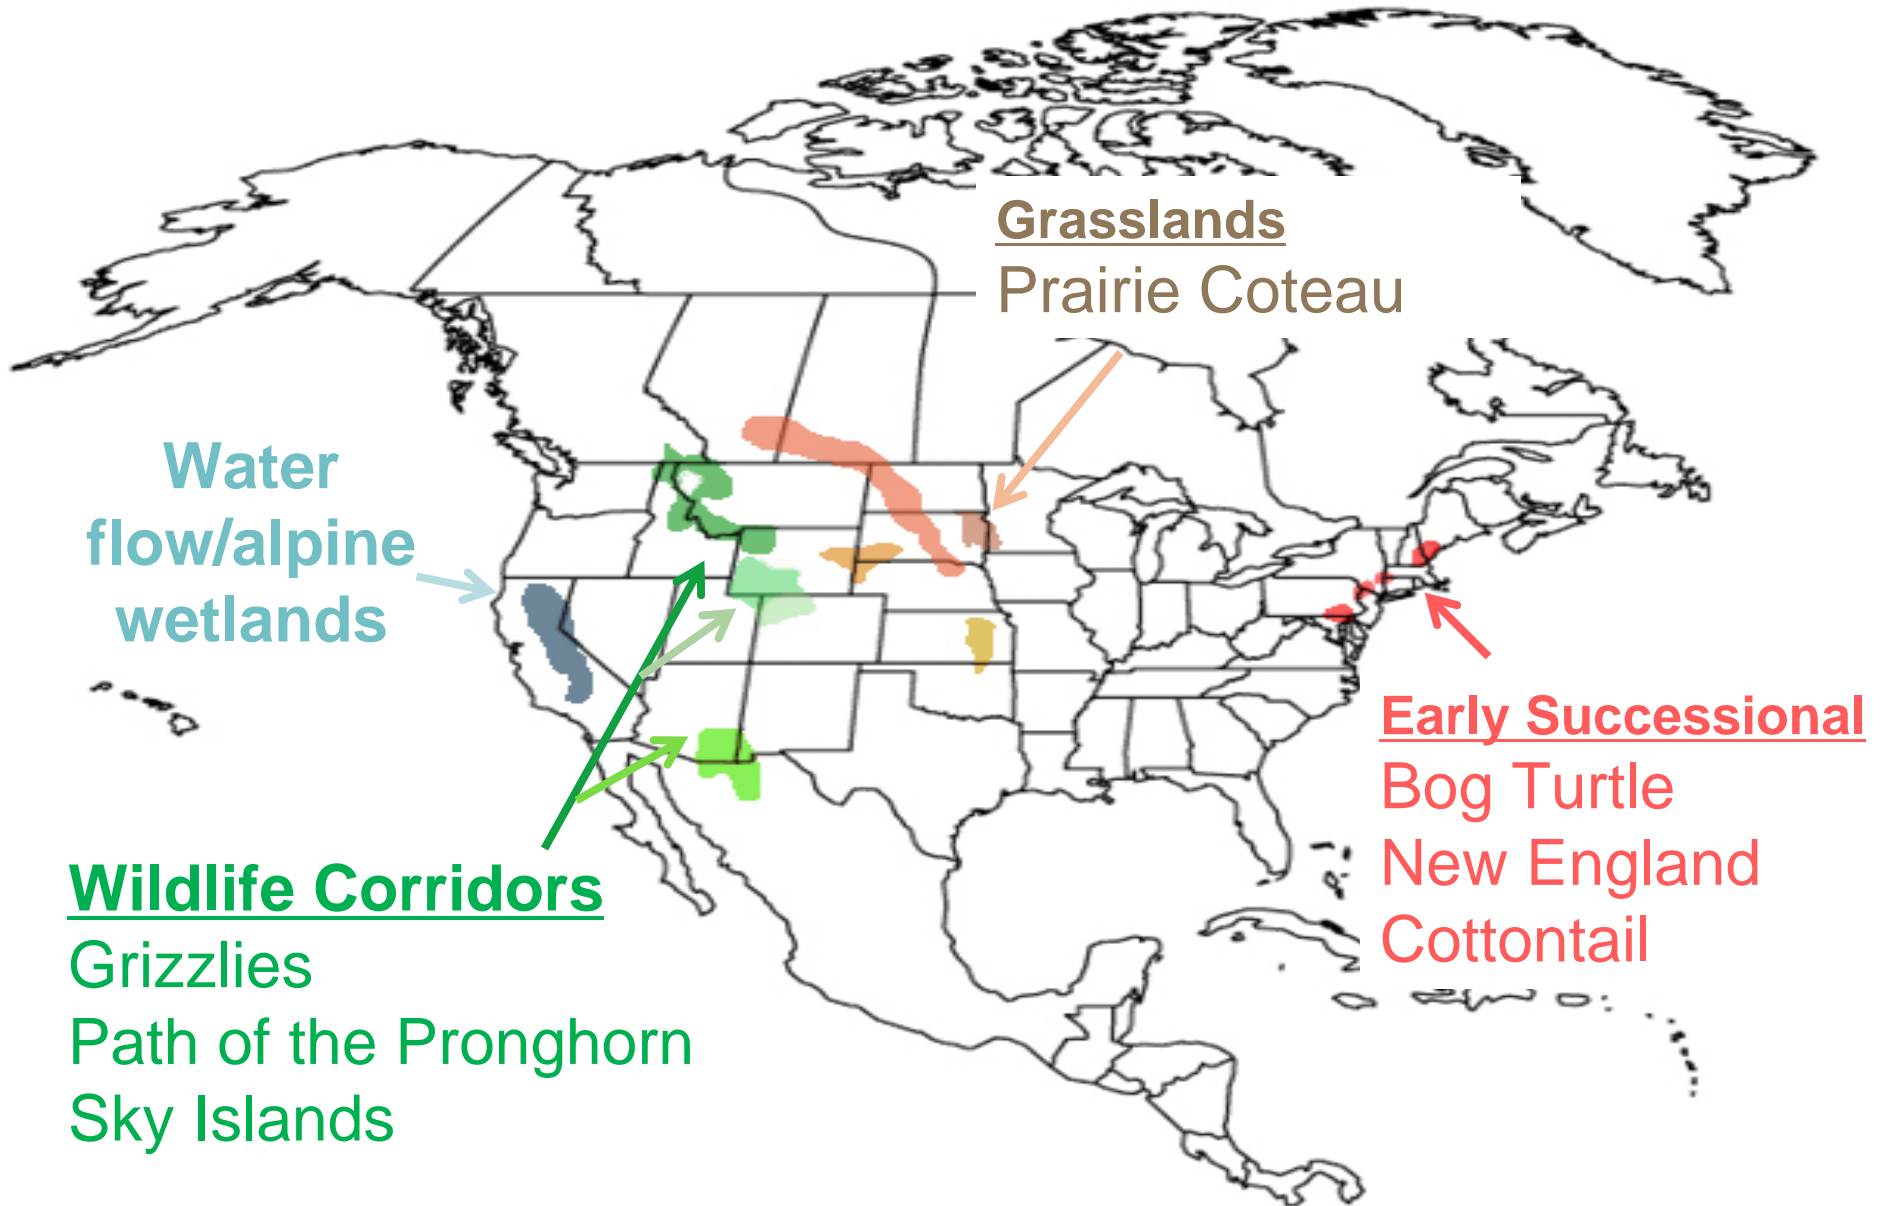 Grasslands
Prairie Coteau
Water
flow/alpine
wetlands
Early Successional
Bog Turtle
New England
Cottontail
Wildlife Corridors
Grizzlies
Path of the Pronghorn
Sky Islands